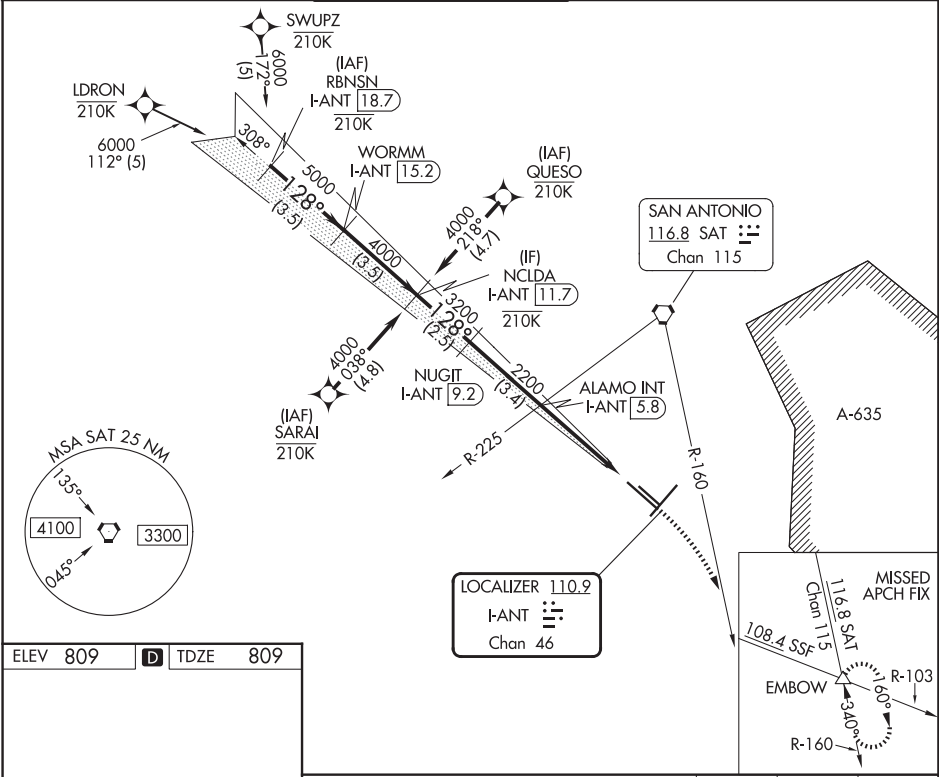 SWUPZ
210K
6000
172°
(5)
LDRON
210K
6000
112° (5)
(IAF)
RBNSN
I-ANT 18.7
210K
308°
WORMM
I-ANT 15.2
5000
128°
(3.5)
(IAF)
QUESO
210K
4000
218°
(4.7)
4000
(3.5)
SAN ANTONIO
116.8 SAT
Chan 115
(IF)
NCLDA
I-ANT 11.7
210K
3200
128°
(2.5)
4000
038°
(4.8)
(IAF)
SARAI
210K
NUGIT
I-ANT 9.2
2200
(3.4)
ALAMO INT
I-ANT 5.8
R-225
R-160
A-635
MSA SAT 25 NM
135°
4100
3300
045°
LOCALIZER 110.9
I-ANT
Chan 46
MISSED
APCH FIX
116.8 SAT
Chan 115
108.4 SSF
EMBOW
R-103
160°
340°
R-160
ELEV 809 D TDZE 809